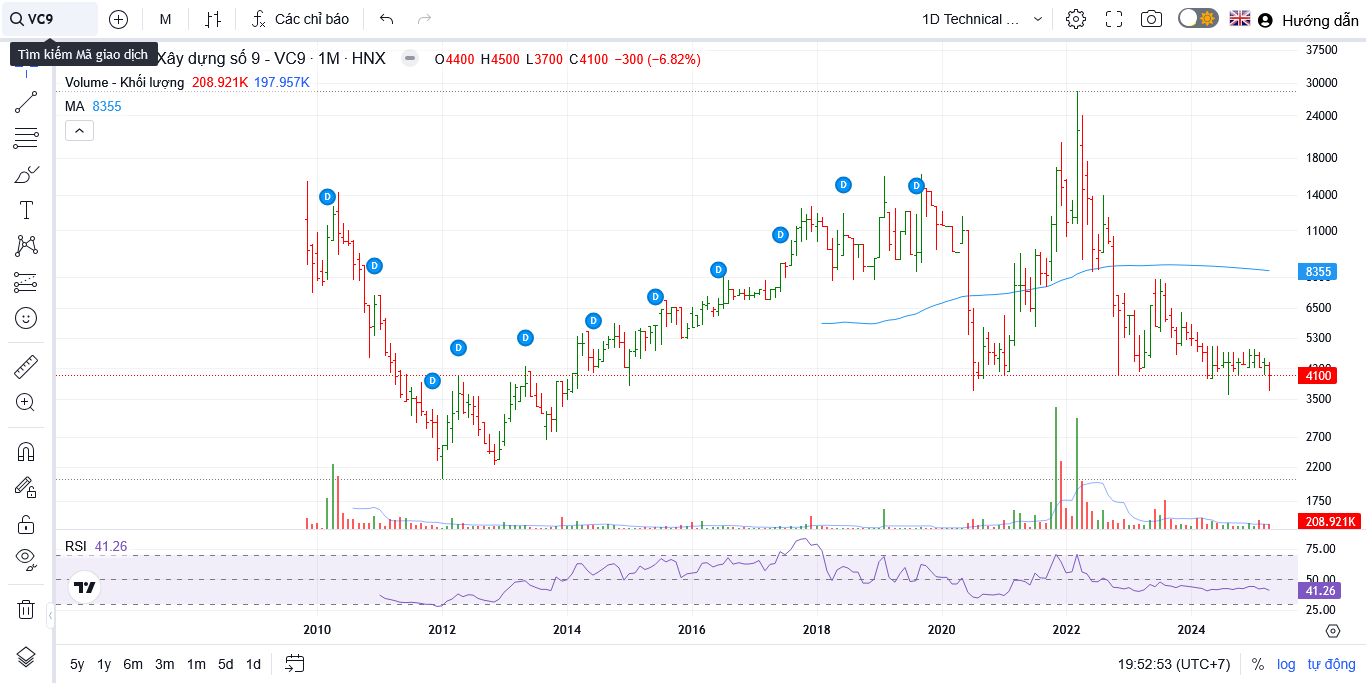 VC9
M
Các chỉ báo
1D Technical ...
Hướng dẫn
Tìm kiếm Mã giao dịch
Xây dựng số 9 - VC9 · 1M · HNX
O4400 H4500 L3700 C4100 −300 (−6.82%)
Volume - Khối lượng 208.921K 197.957K
MA 8355
37500
30000
24000
18000
14000
11000
8355
6500
5300
4100
3500
2700
2200
1750
208.921K
D
D
D
D
D
D
D
D
D
D
D
RSI 41.26
75.00
50.00
41.26
25.00
2010 2012 2014 2016 2018 2020 2022 2024
5y 1y 6m 3m 1m 5d 1d
19:52:53 (UTC+7) % log tự động